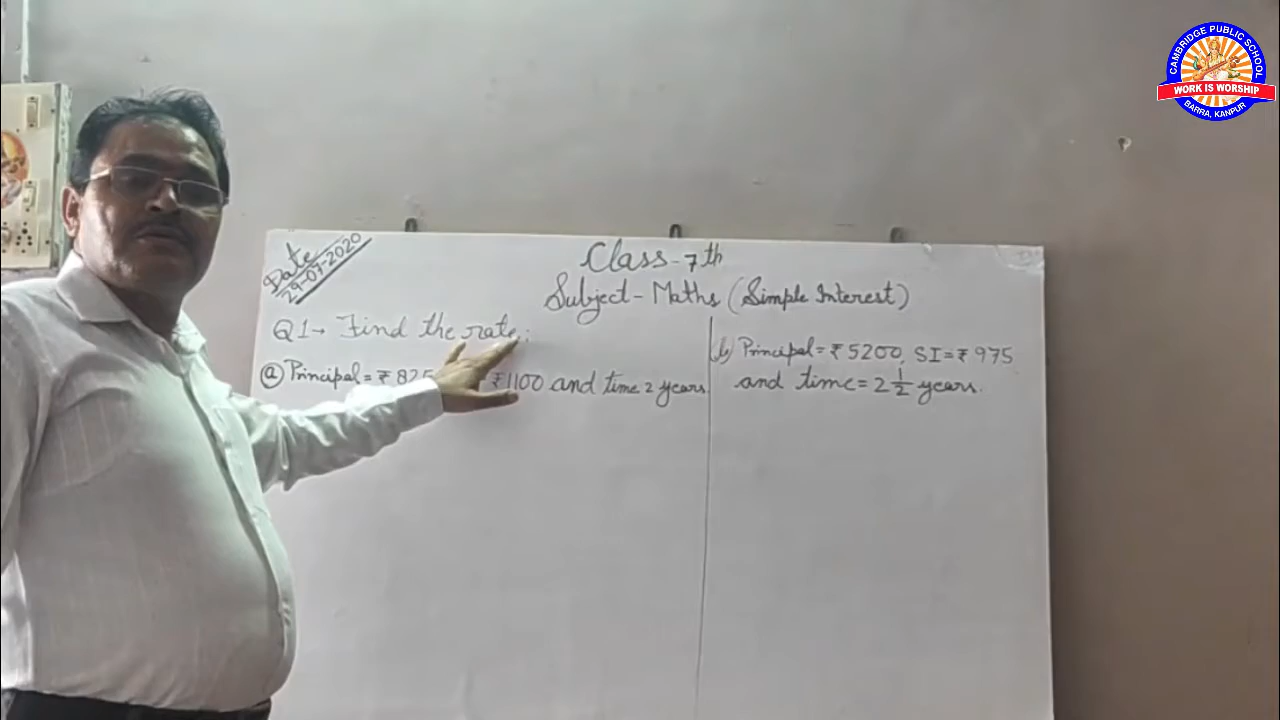 CAMBRIDGE PUBLIC SCHOOL
WORK IS WORSHIP
BARRA, KANPUR
Date
29-07-2020
Class-7th
Subject-Maths (Simple Interest)
Q1→ Find the rate:
(a) Principal = ₹ 825 ₹1100 and time 2 years.
(b) Principal = ₹ 5200, SI = ₹ 975
and time = 2 1/2 years.